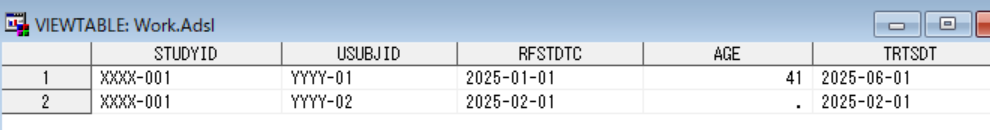 VIEWTABLE: Work.Adsl
STUDYID USUBJID RFSTDTC AGE TRTSDT
1 XXXX-001 YYYY-01 2025-01-01 41 2025-06-01
2 XXXX-001 YYYY-02 2025-02-01 . 2025-02-01